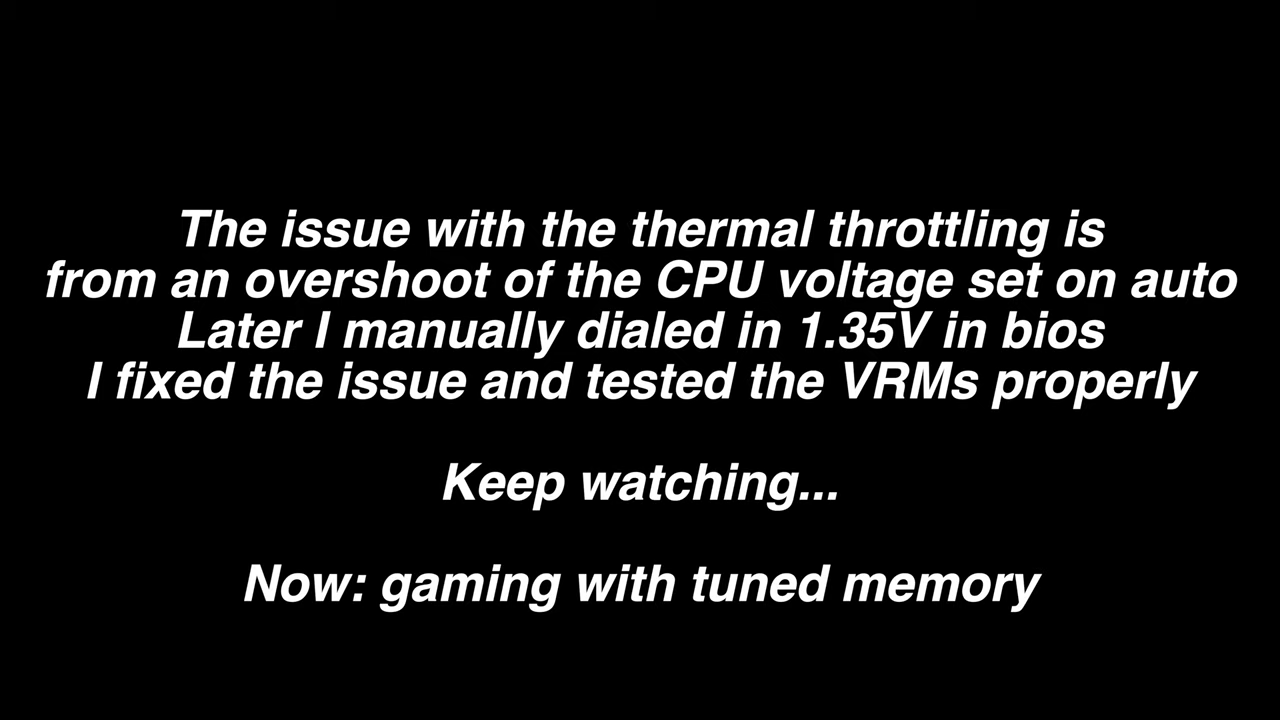 The issue with the thermal throttling is
from an overshoot of the CPU voltage set on auto
Later I manually dialed in 1.35V in bios
I fixed the issue and tested the VRMs properly
Keep watching...
Now: gaming with tuned memory